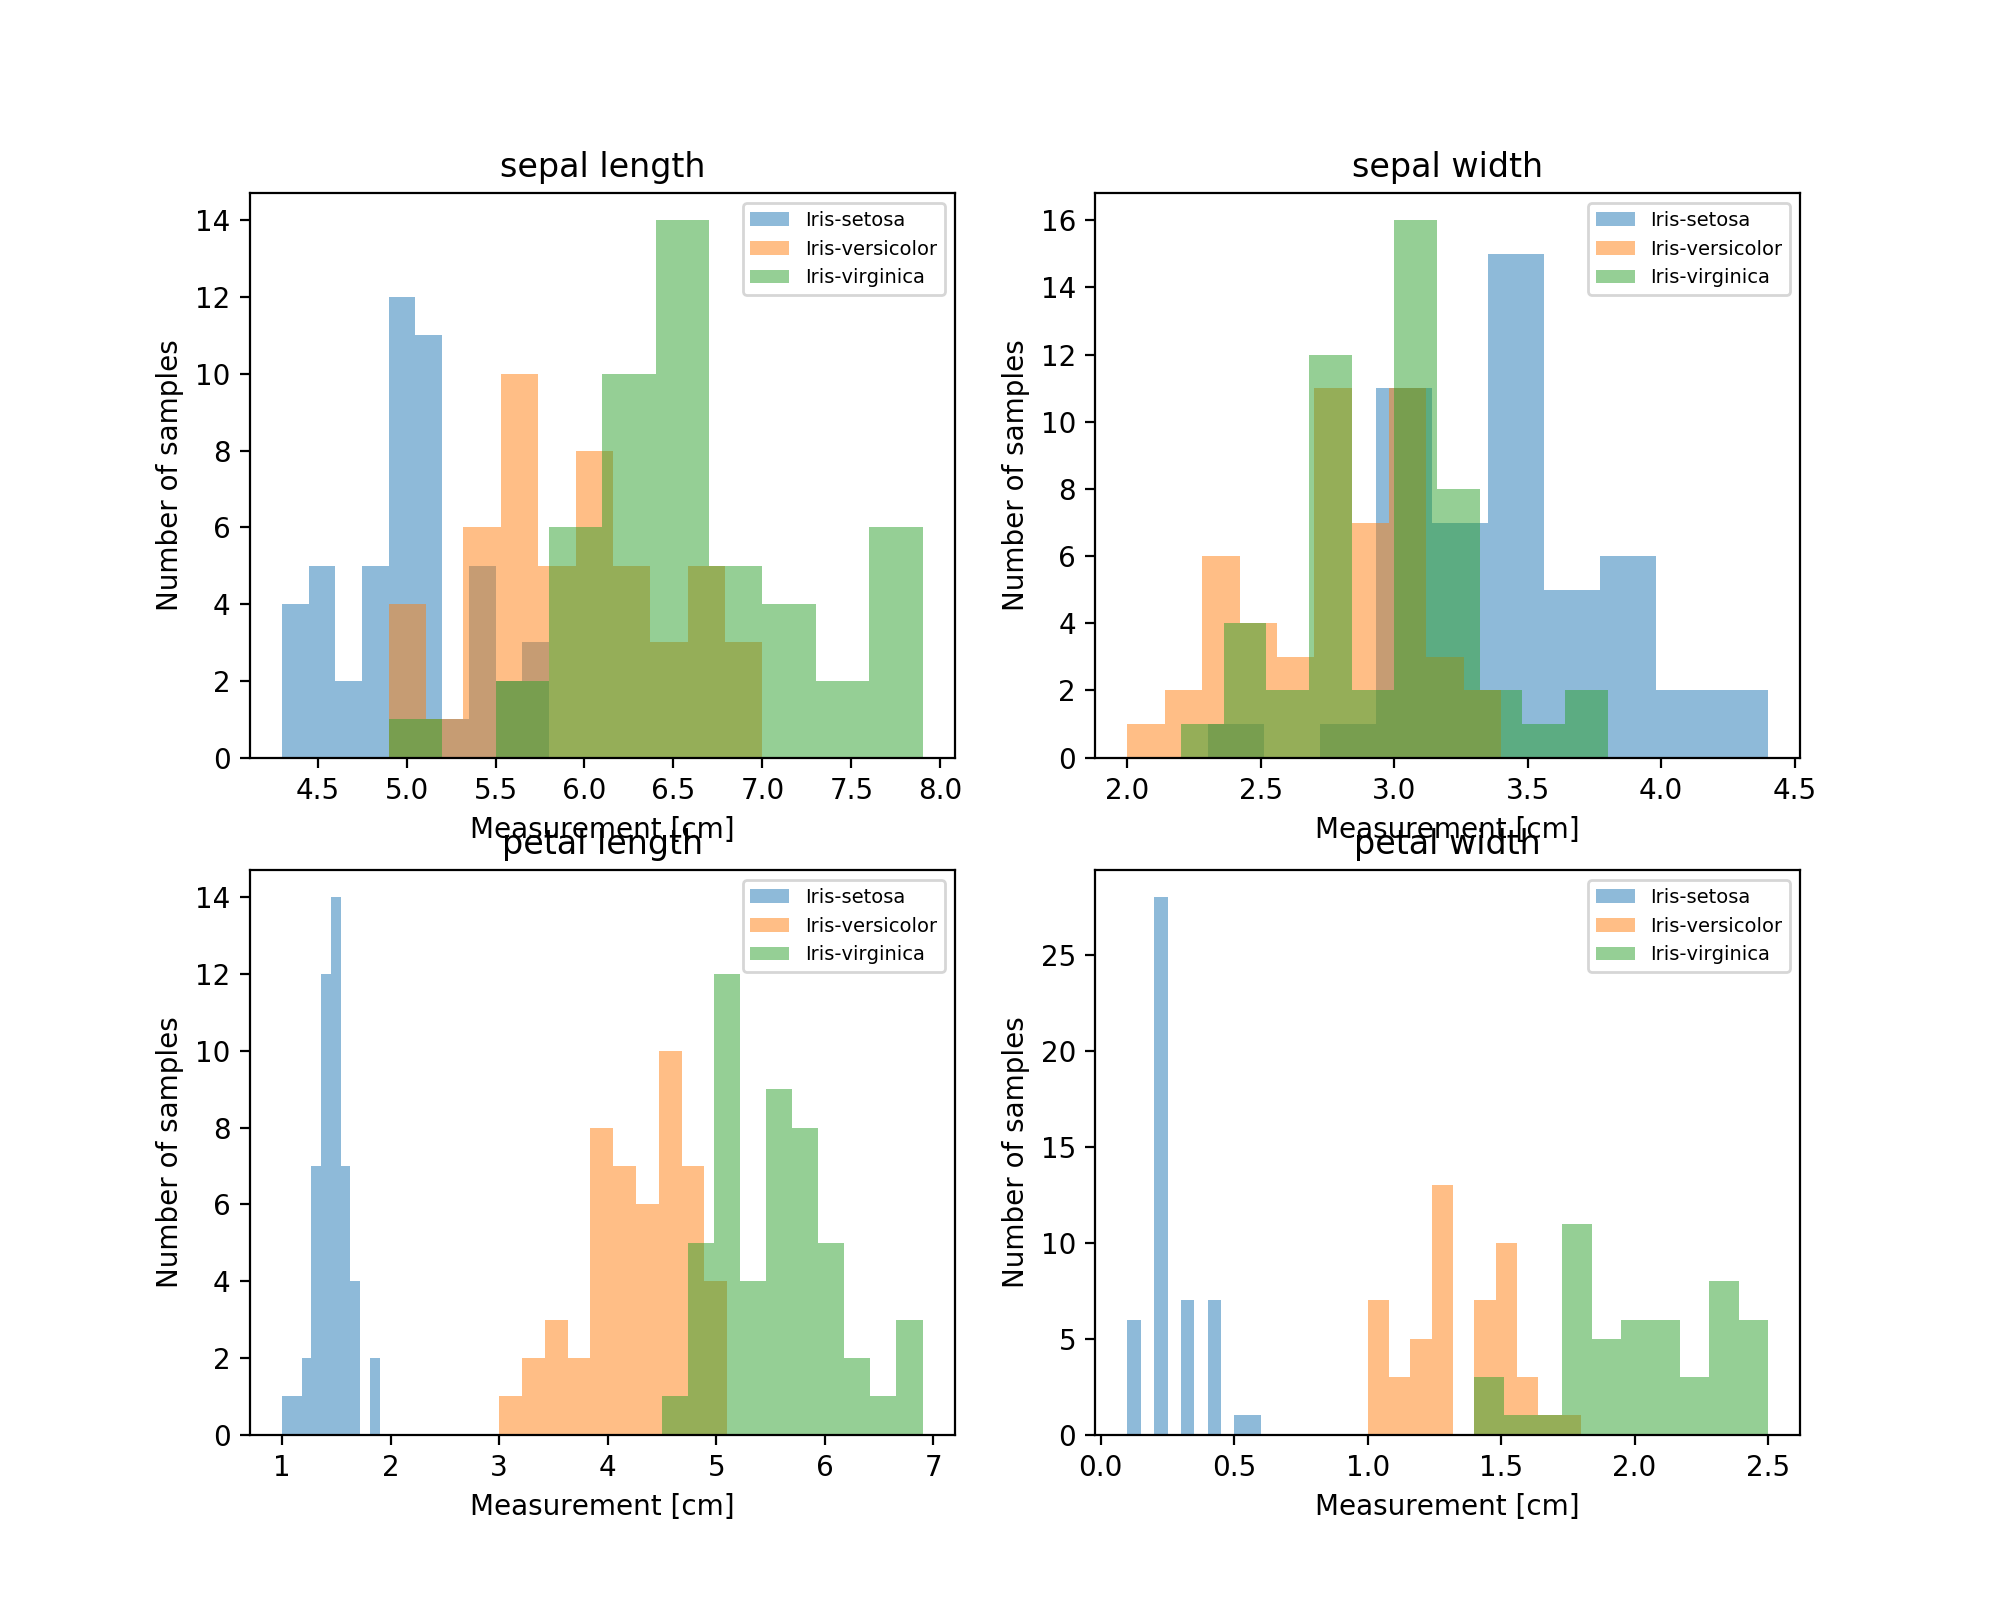 sepal length
Number of samples
14
12
10
8
6
4
2
0
Iris-setosa
Iris-versicolor
Iris-virginica
4.5 5.0 5.5 6.0 6.5 7.0 7.5 8.0
Measurement [cm]
sepal width
Number of samples
16
14
12
10
8
6
4
2
0
Iris-setosa
Iris-versicolor
Iris-virginica
2.0 2.5 3.0 3.5 4.0 4.5
Measurement [cm]
petal length
Number of samples
14
12
10
8
6
4
2
0
Iris-setosa
Iris-versicolor
Iris-virginica
1 2 3 4 5 6 7
Measurement [cm]
petal width
Number of samples
25
20
15
10
5
0
Iris-setosa
Iris-versicolor
Iris-virginica
0.0 0.5 1.0 1.5 2.0 2.5
Measurement [cm]